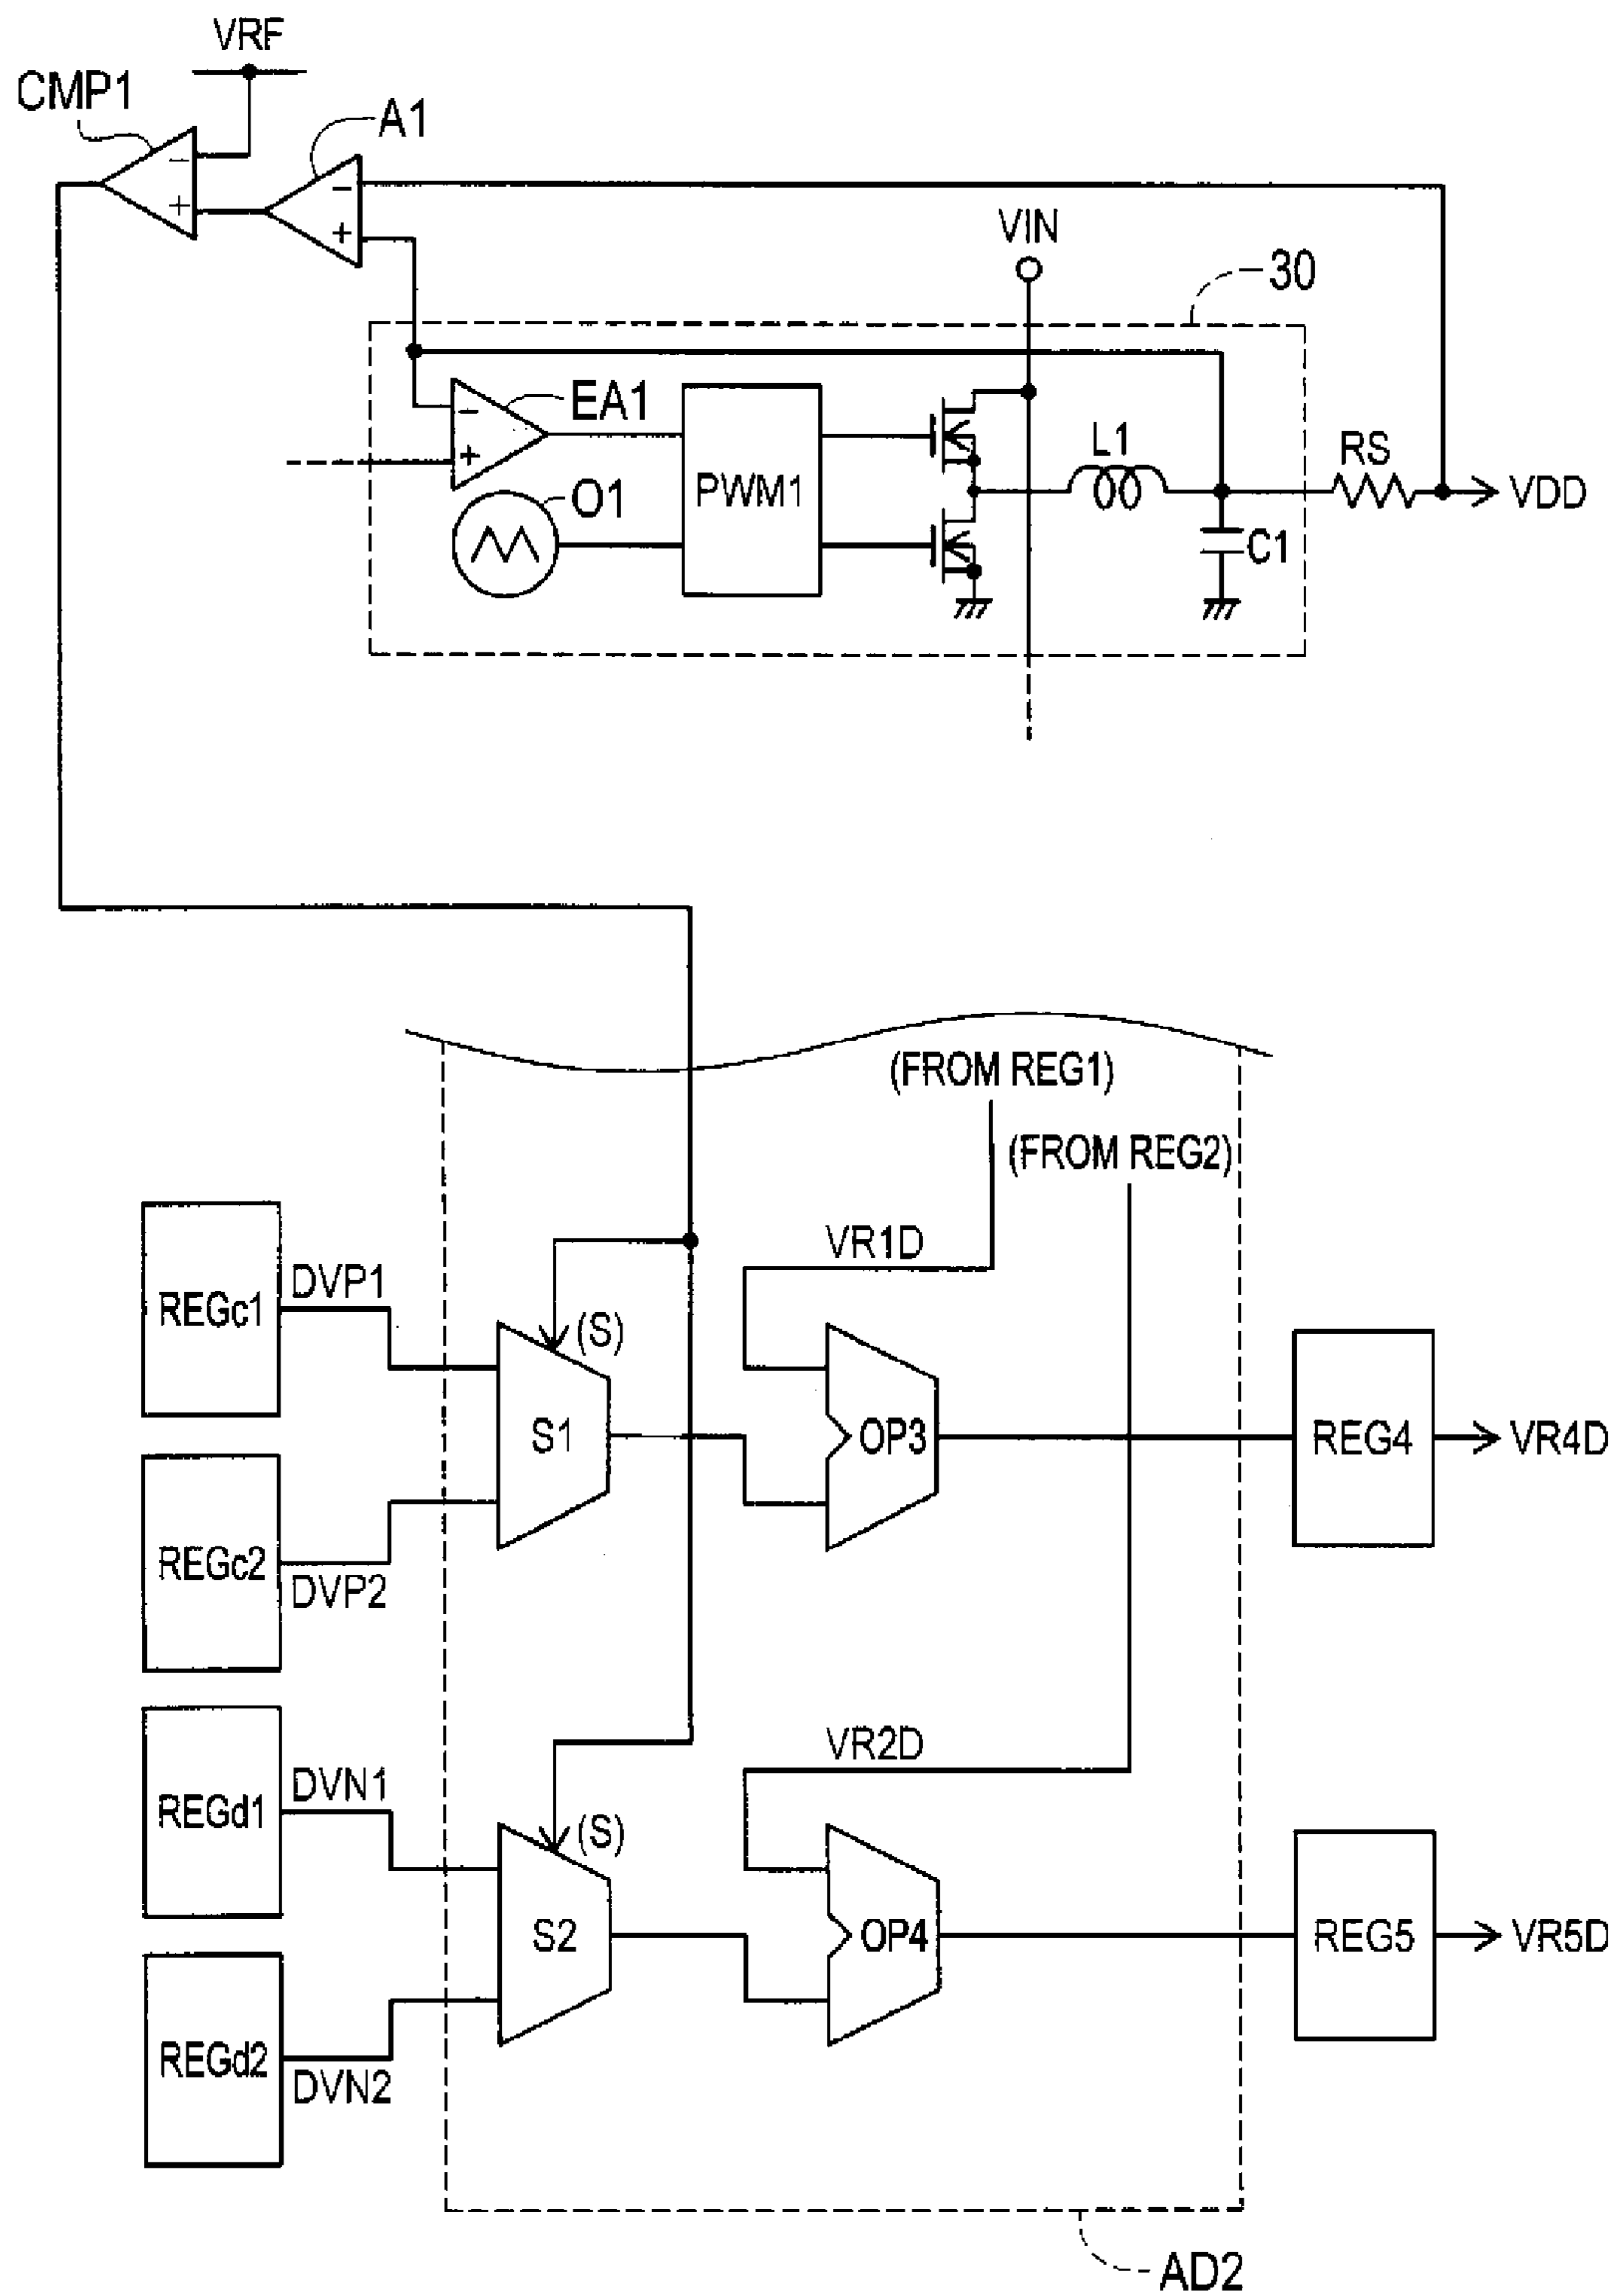 VRF
CMP1
A1
−
+
−
+
VIN
30
EA1
−
+
O1
PWM1
L1
RS
VDD
C1
(FROM REG1)
(FROM REG2)
VR1D
REGc1
DVP1
(S)
S1
OP3
REG4
VR4D
REGc2
DVP2
VR2D
REGd1
DVN1
(S)
S2
OP4
REG5
VR5D
REGd2
DVN2
AD2